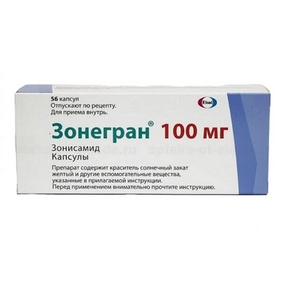 56 капсул
Отпускают по рецепту.
Для приема внутрь.
Eisai
Зонегран® 100 мг
Зонисамид
Капсулы
Препарат содержит краситель солнечный закат
желтый и другие вспомогательные вещества,
указанные в прилагаемой инструкции.
Перед применением внимательно прочтите инструкцию.